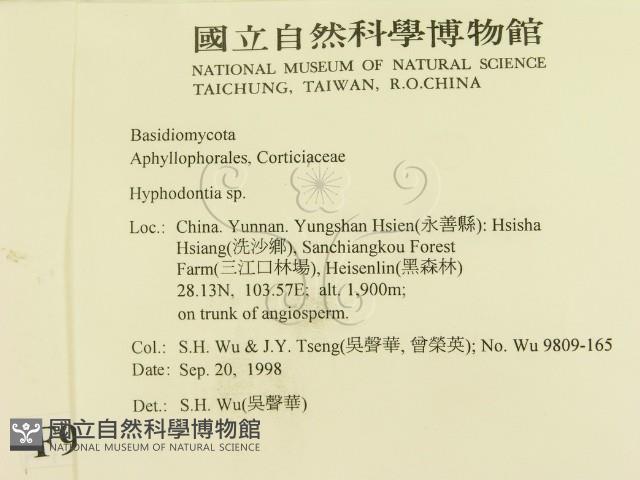 國立自然科學博物館
NATIONAL MUSEUM OF NATURAL SCIENCE
TAICHUNG, TAIWAN, R.O.CHINA
Basidiomycota
Aphyllophorales, Corticiaceae
Hyphodontia sp.
Loc.: China. Yunnan. Yungshan Hsien(永善縣): Hsisha
Hsiang(洗沙鄉), Sanchiangkou Forest
Farm(三江口林場), Heisenlin(黑森林)
28.13N, 103.57E; alt. 1,900m;
on trunk of angiosperm.
Col.: S.H. Wu & J.Y. Tseng(吳聲華, 曾榮英); No. Wu 9809-165
Date: Sep. 20, 1998
Det.: S.H. Wu(吳聲華)
國立自然科學博物館
NATIONAL MUSEUM OF NATURAL SCIENCE